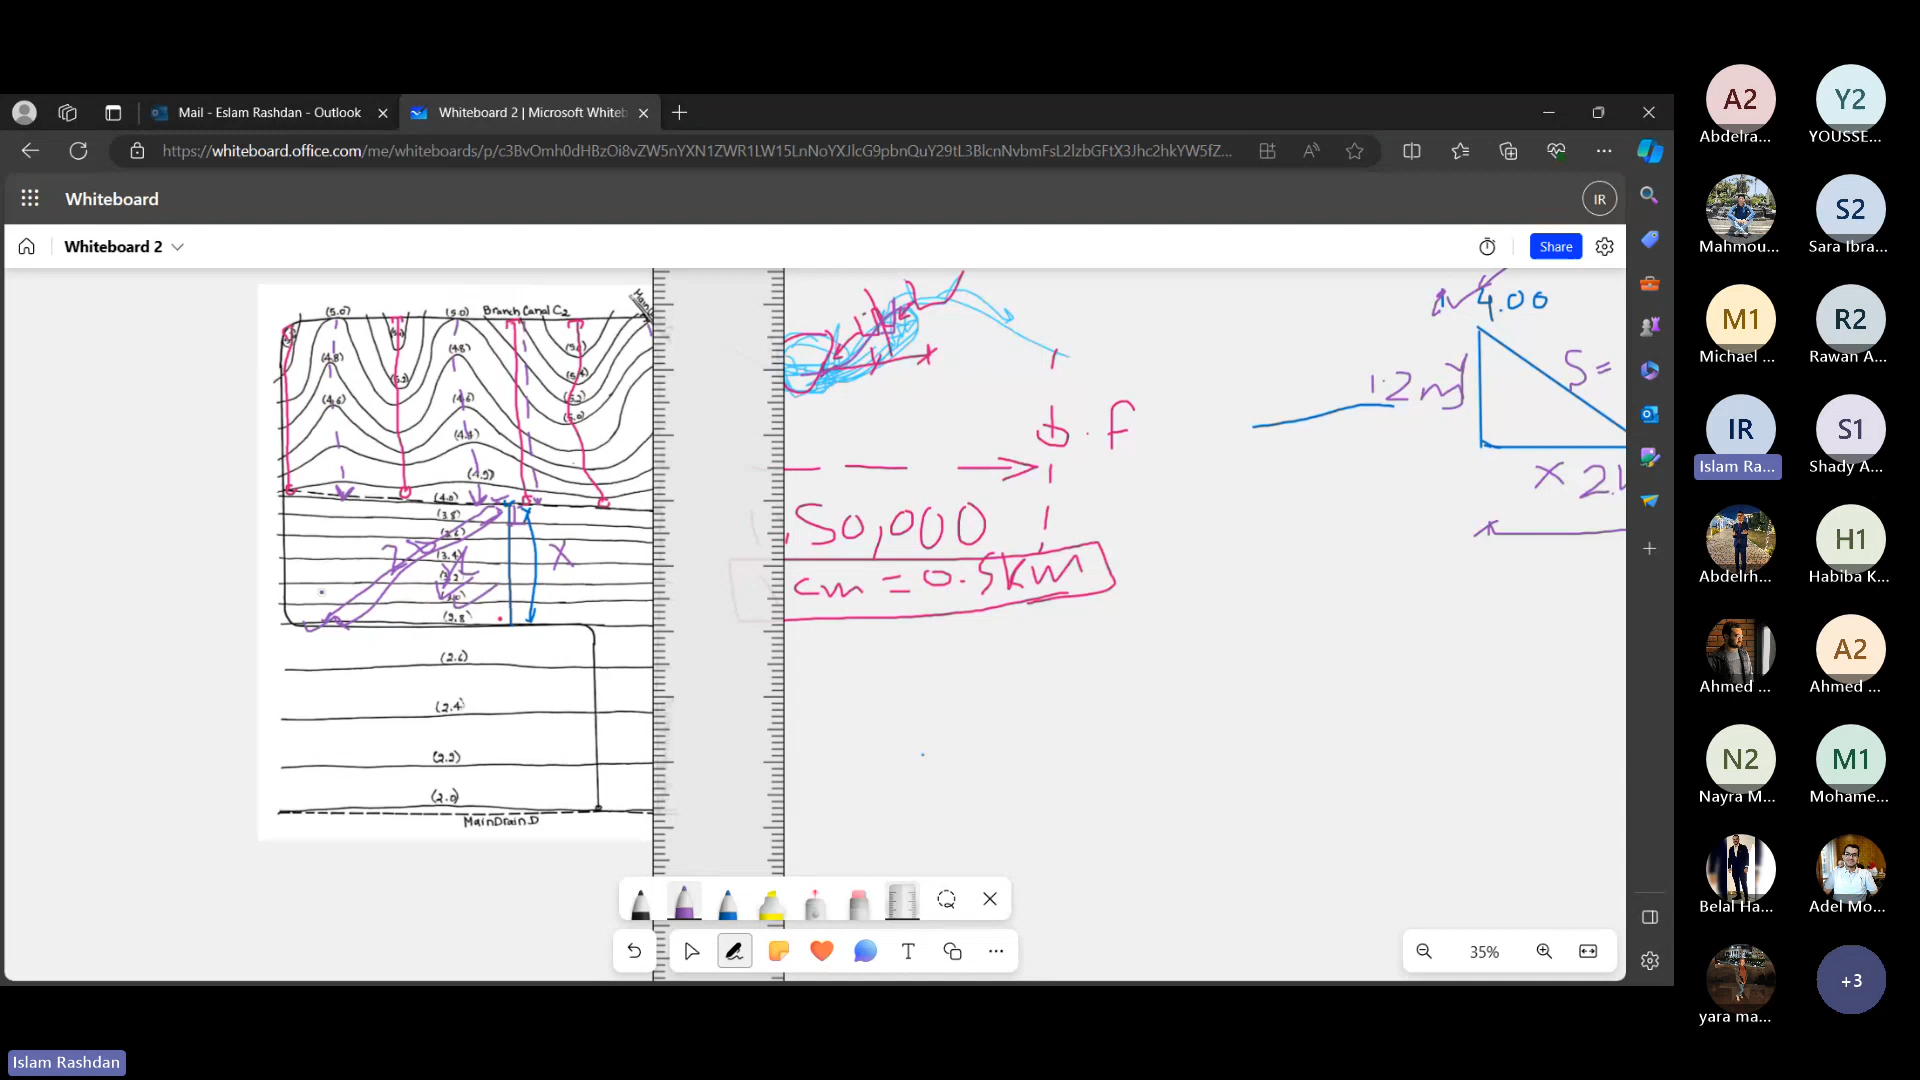 Mail - Eslam Rashdan - Outlook
Whiteboard 2 | Microsoft Whiteb
https://whiteboard.office.com/me/whiteboards/p/c3BvOmh0dHBzOi8vZW5nYXN1ZWR1LW15LnNoYXJlcG9pbnQuY29tL3BlcnNvbmFsL2lzbGFtX3Jhc2hkYW5fZ...
Whiteboard
IR
Whiteboard 2
Share
(5.0)
(5.0)
Branch Canal C2
(4.8)
(4.8)
(4.6)
(4.6)
(4.4)
(5.2)
(5.0)
(4.0)
(3.8)
(3.6)
(3.4)
(3.2)
(2.8)
X
(2.6)
(2.4)
(2.2)
(2.0)
Main Drain D
b.f
50,000
cm = 0.5km
4.00
1.2 m
S=
X
35%
A2
Abdelra...
Y2
YOUSSE...
Mahmou...
S2
Sara Ibra...
M1
Michael ...
R2
Rawan A...
IR
Islam Ra...
S1
Shady A...
Abdelrh...
H1
Habiba K...
Ahmed ...
A2
Ahmed ...
N2
Nayra M...
M1
Mohame...
Belal Ha...
Adel Mo...
yara ma...
+3
Islam Rashdan